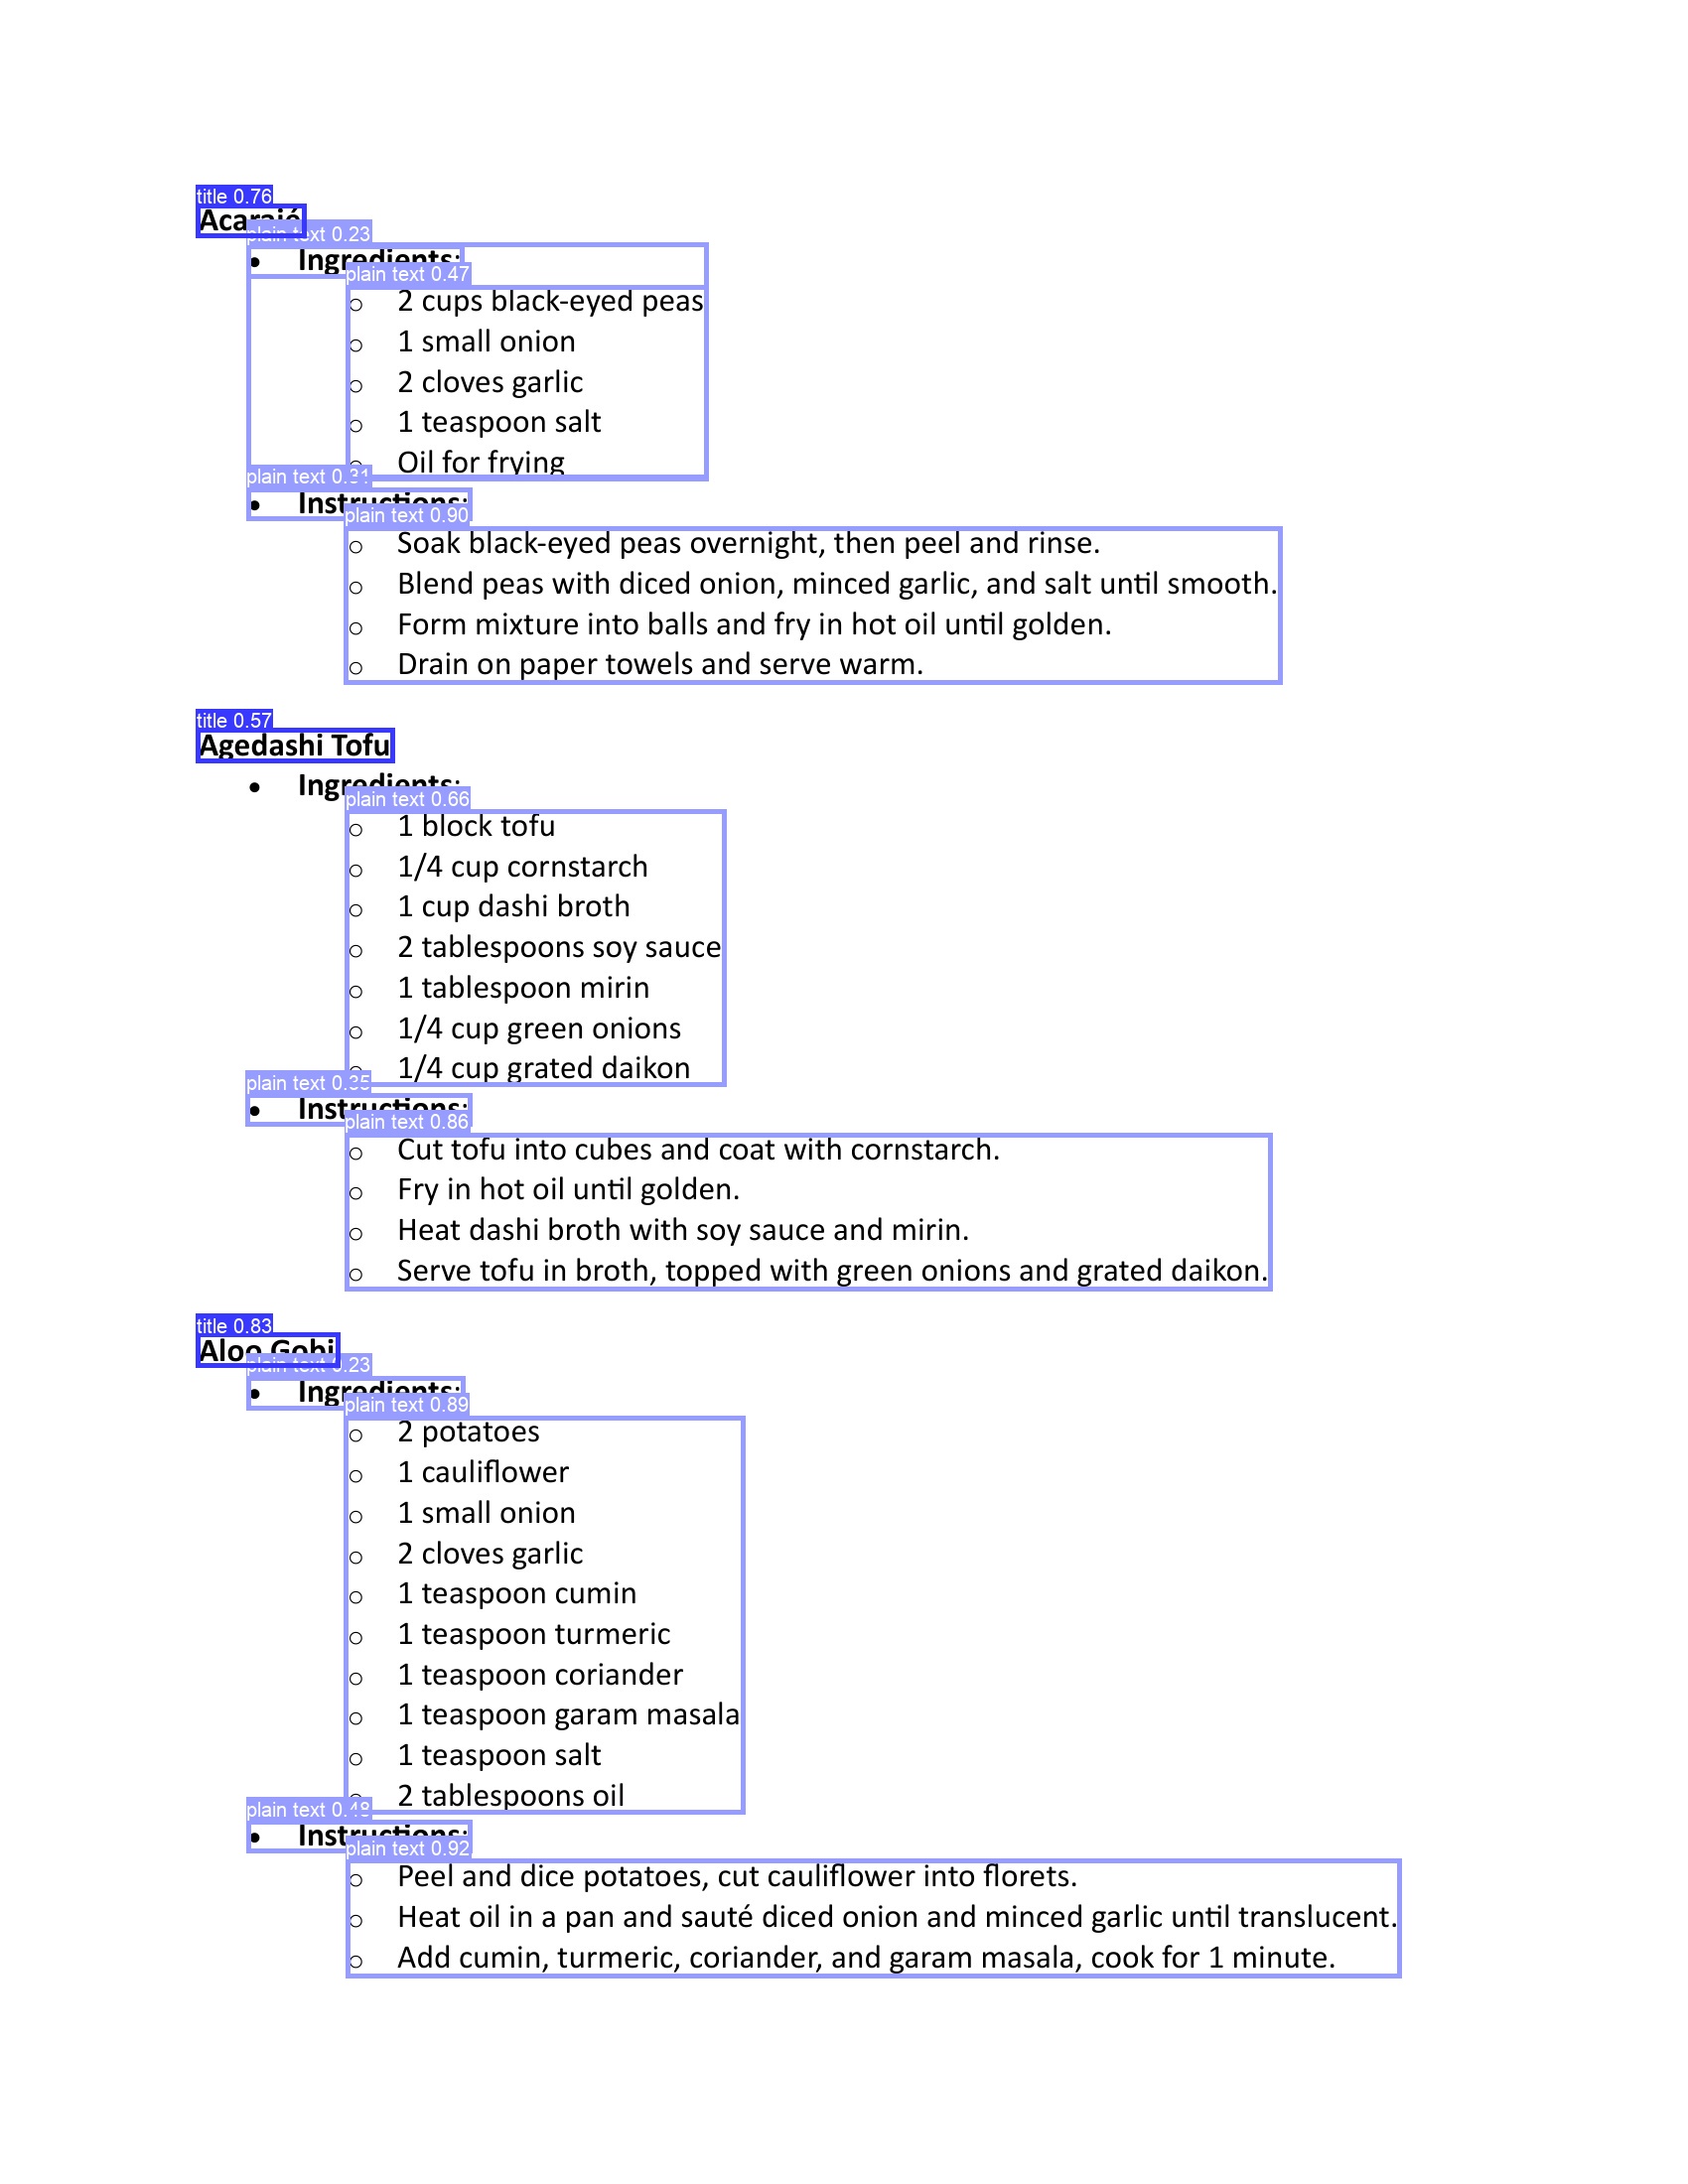 title 0.76
Acarajé
plain text 0.23
• Ingredients:
plain text 0.47
○ 2 cups black-eyed peas
○ 1 small onion
○ 2 cloves garlic
○ 1 teaspoon salt
○ Oil for frying
plain text 0.31
• Instructions:
plain text 0.90
○ Soak black-eyed peas overnight, then peel and rinse.
○ Blend peas with diced onion, minced garlic, and salt until smooth.
○ Form mixture into balls and fry in hot oil until golden.
○ Drain on paper towels and serve warm.
title 0.57
Agedashi Tofu
• Ingredients:
plain text 0.66
○ 1 block tofu
○ 1/4 cup cornstarch
○ 1 cup dashi broth
○ 2 tablespoons soy sauce
○ 1 tablespoon mirin
○ 1/4 cup green onions
○ 1/4 cup grated daikon
plain text 0.35
• Instructions:
plain text 0.86
○ Cut tofu into cubes and coat with cornstarch.
○ Fry in hot oil until golden.
○ Heat dashi broth with soy sauce and mirin.
○ Serve tofu in broth, topped with green onions and grated daikon.
title 0.83
Aloo Gobi
plain text 0.23
• Ingredients:
plain text 0.89
○ 2 potatoes
○ 1 cauliflower
○ 1 small onion
○ 2 cloves garlic
○ 1 teaspoon cumin
○ 1 teaspoon turmeric
○ 1 teaspoon coriander
○ 1 teaspoon garam masala
○ 1 teaspoon salt
○ 2 tablespoons oil
plain text 0.48
• Instructions:
plain text 0.92
○ Peel and dice potatoes, cut cauliflower into florets.
○ Heat oil in a pan and sauté diced onion and minced garlic until translucent.
○ Add cumin, turmeric, coriander, and garam masala, cook for 1 minute.